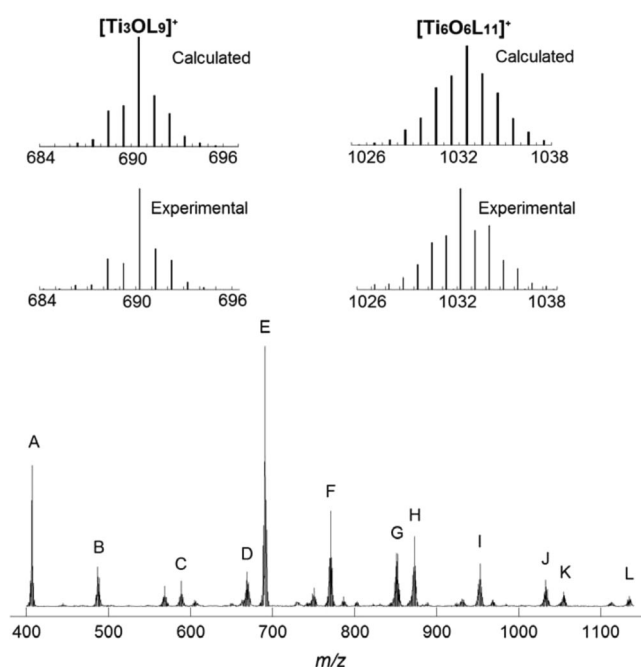 [Ti3OL9]+ [Ti6O6L11]+
Calculated Calculated
684 690 696 1026 1032 1038
Experimental Experimental
684 690 696 1026 1032 1038
E
A
F
H
G
B
I
D
C
J
K
L
400 500 600 700 800 900 1000 1100
m/z